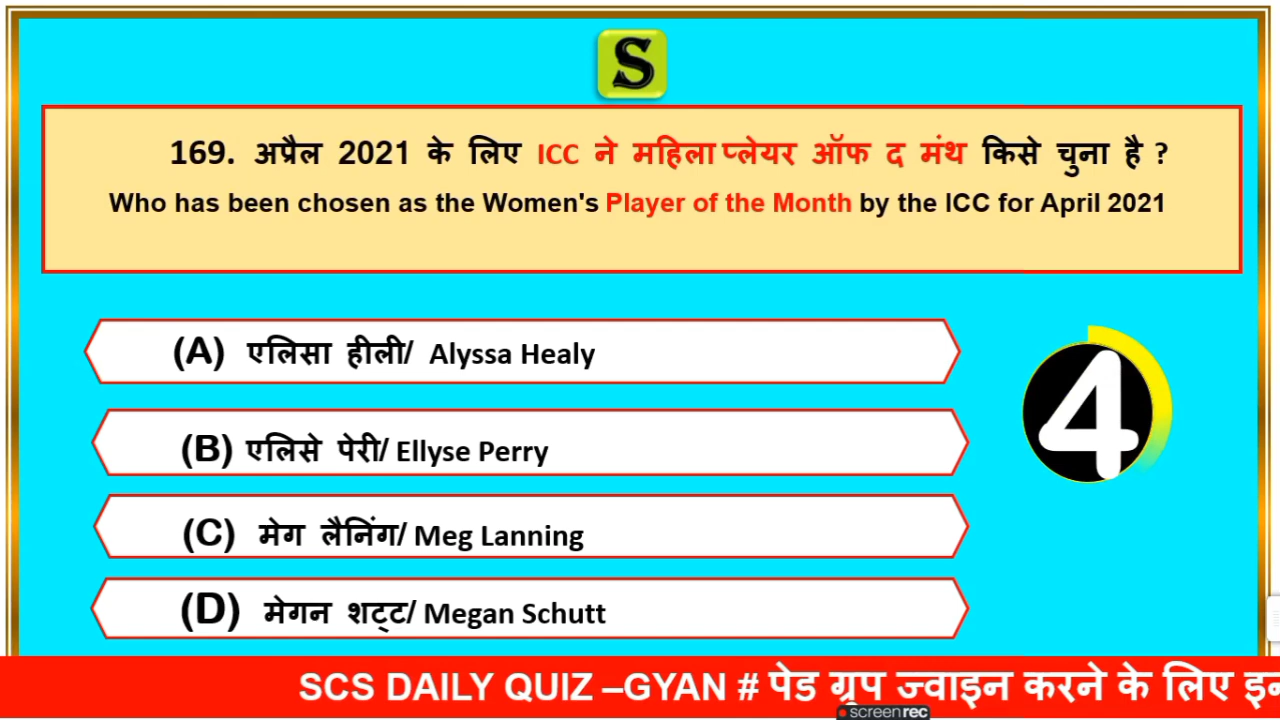 S
169. अप्रैल 2021 के लिए ICC ने महिला प्लेयर ऑफ द मंथ किसे चुना है ?
Who has been chosen as the Women's Player of the Month by the ICC for April 2021
(A) एलिसा हीली/ Alyssa Healy
(B) एलिसे पेरी/ Ellyse Perry
4
(C) मेग लैनिंग/ Meg Lanning
(D) मेगन शट्ट/ Megan Schutt
SCS DAILY QUIZ –GYAN # पेड ग्रुप ज्वाइन करने के लिए
screenrec